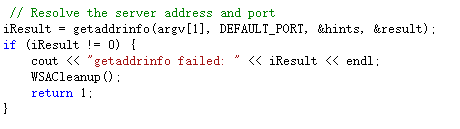 // Resolve the server address and port
iResult = getaddrinfo(argv[1], DEFAULT_PORT, &hints, &result);
if (iResult != 0) {
    cout << "getaddrinfo failed: " << iResult << endl;
    WSACleanup();
    return 1;
}